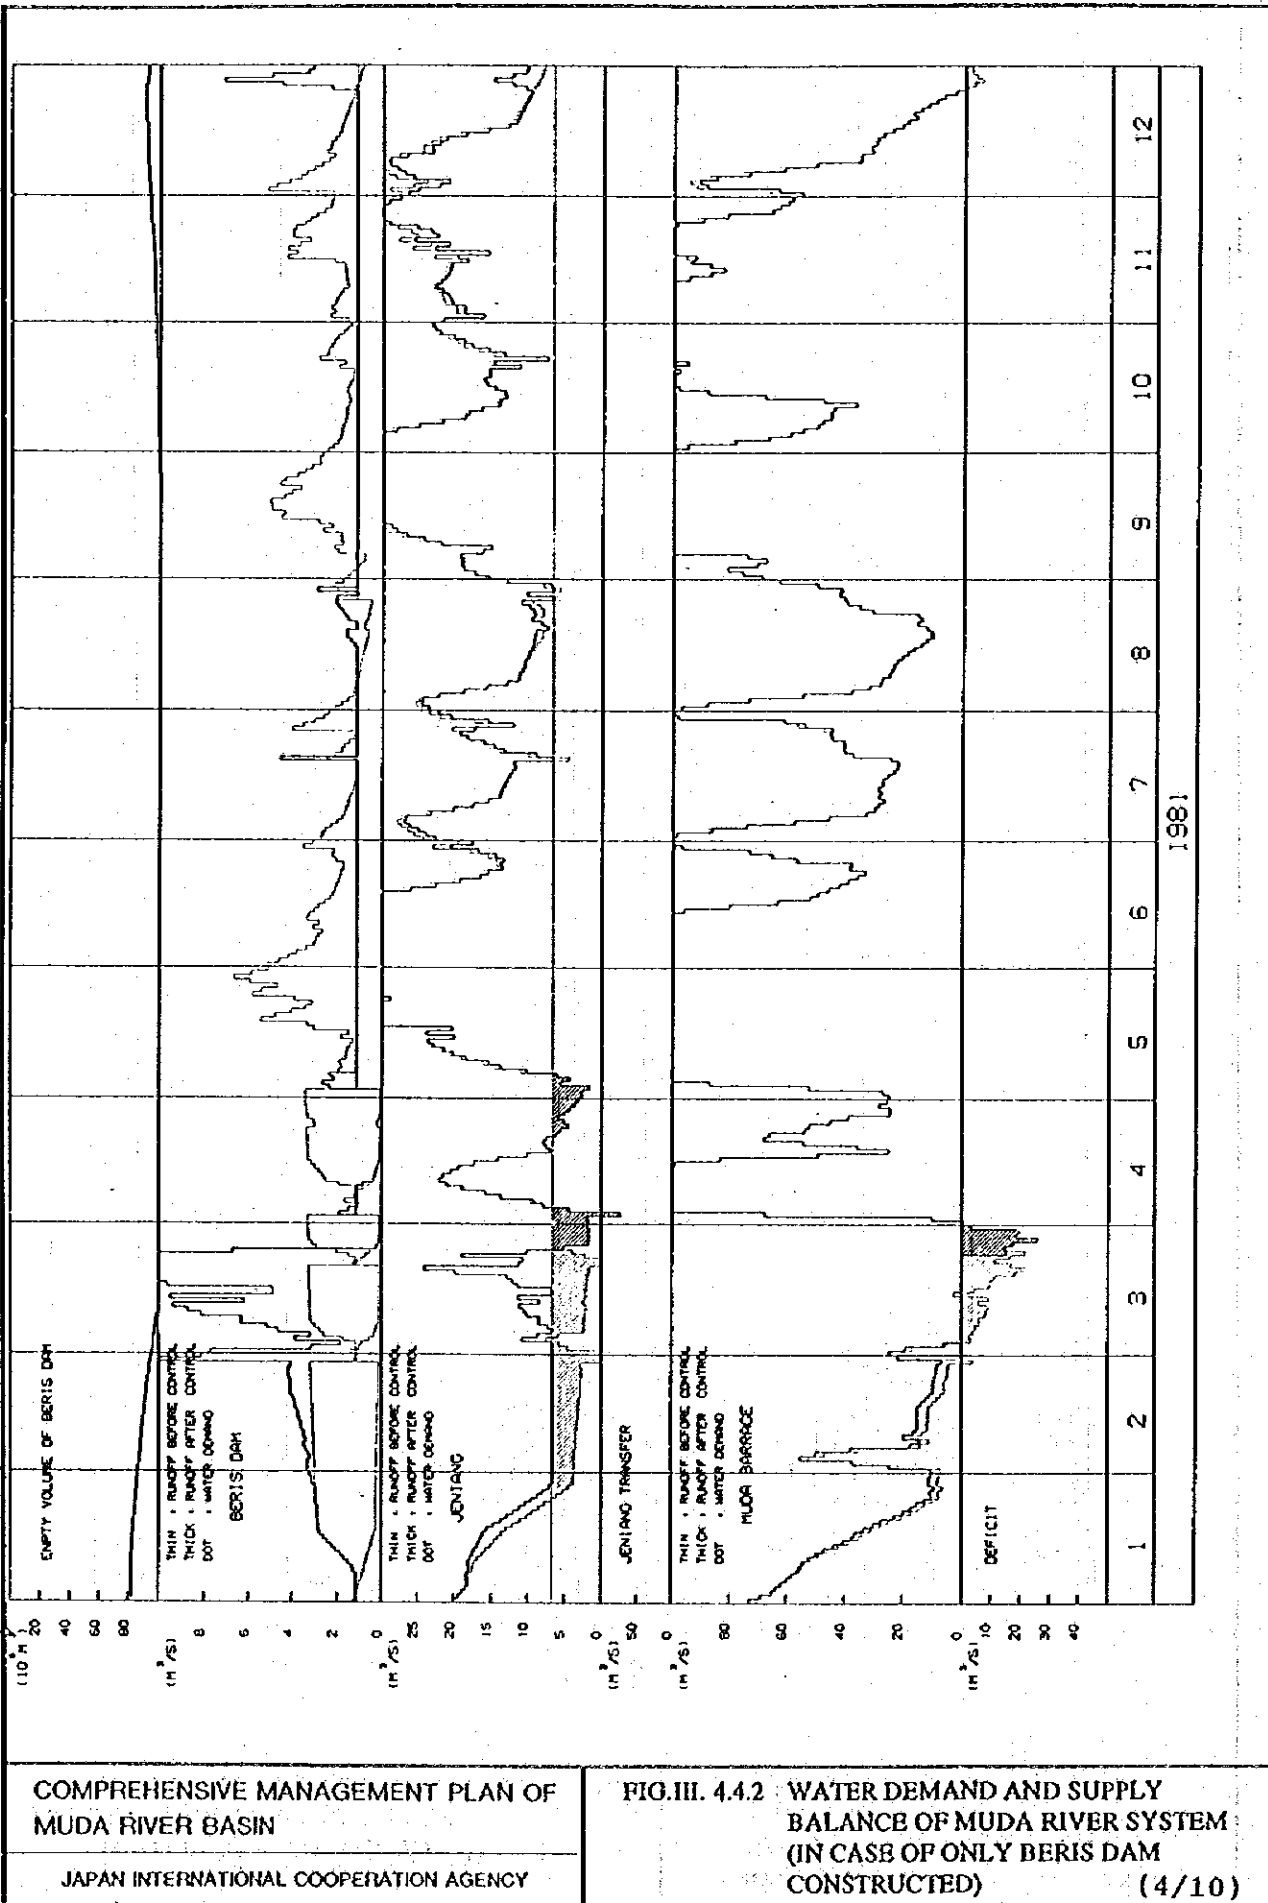 EMPTY VOLUME OF BERIS DAM
THIN : RUNOFF BEFORE CONTROL
THICK : RUNOFF AFTER CONTROL
DOT : WATER DEMAND
BERIS DAM
THIN : RUNOFF BEFORE CONTROL
THICK : RUNOFF AFTER CONTROL
DOT : WATER DEMAND
JENIANG
JENIANG TRANSFER
THIN : RUNOFF BEFORE CONTROL
THICK : RUNOFF AFTER CONTROL
DOT : WATER DEMAND
MUDA BARRAGE
DEFICIT
20
40
60
80
(M³/S)
8
6
4
2
0
(M³/S)
25
20
15
10
5
0
(M³/S)
50
0
(M³/S)
60
40
20
0
(M³/S)
10
20
30
40
1 2 3 4 5 6 7 8 9 10 11 12
1981
COMPREHENSIVE MANAGEMENT PLAN OF
MUDA RIVER BASIN
JAPAN INTERNATIONAL COOPERATION AGENCY
FIG.III. 4.4.2 WATER DEMAND AND SUPPLY
BALANCE OF MUDA RIVER SYSTEM
(IN CASE OF ONLY BERIS DAM
CONSTRUCTED) (4/10)